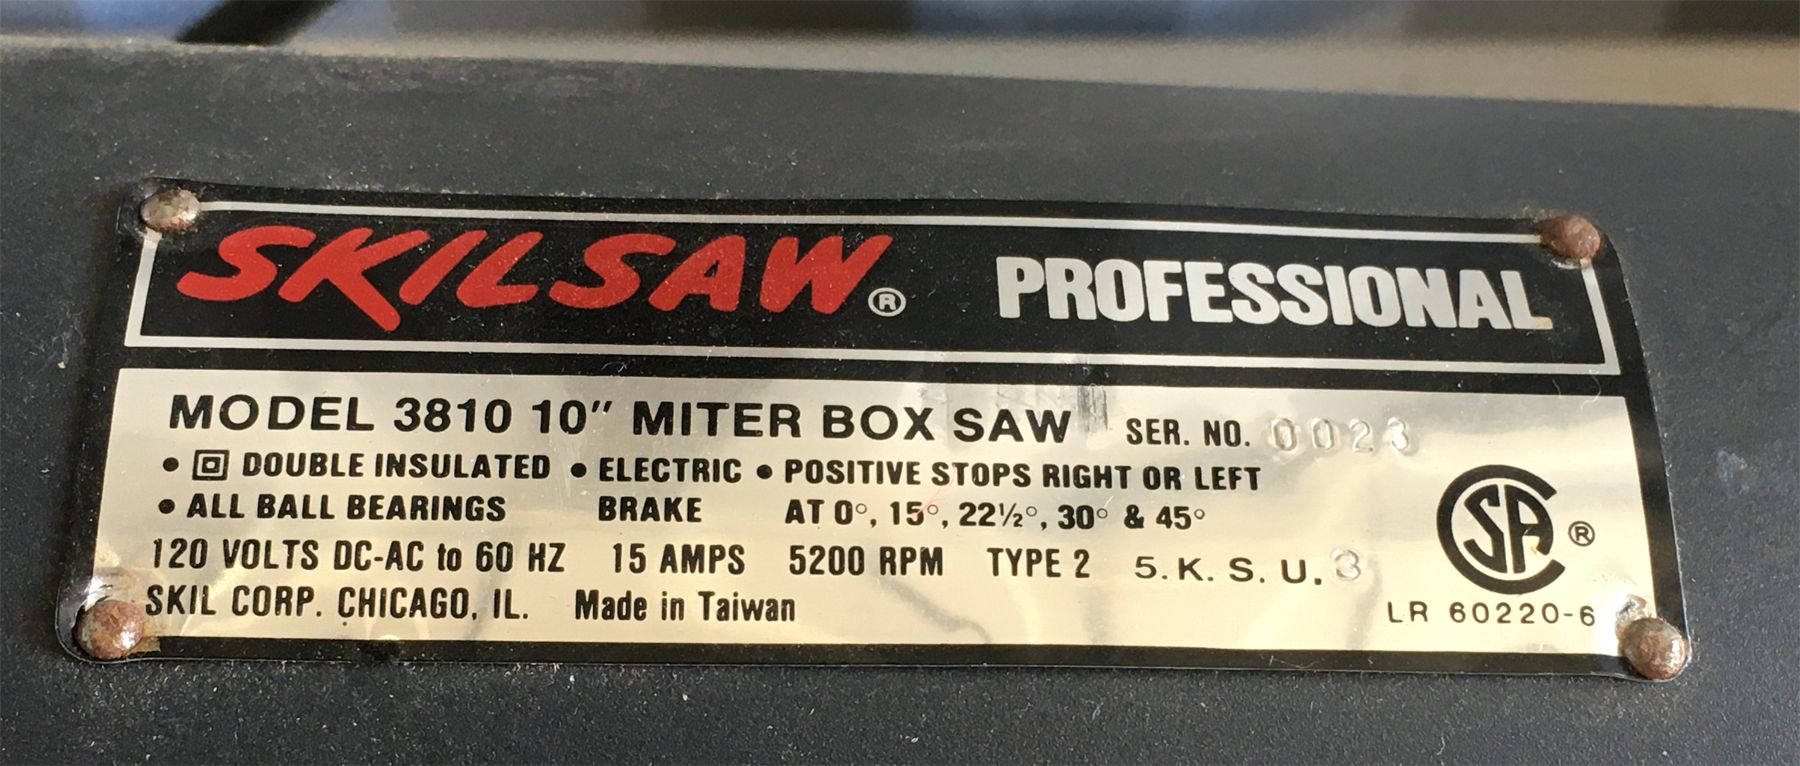 SKILSAW® PROFESSIONAL
MODEL 3810 10" MITER BOX SAW SER. NO. 0023
• DOUBLE INSULATED • ELECTRIC • POSITIVE STOPS RIGHT OR LEFT
• ALL BALL BEARINGS BRAKE AT 0°, 15°, 22½°, 30° & 45°
120 VOLTS DC-AC to 60 HZ 15 AMPS 5200 RPM TYPE 2 5. K. S. U. 3
SKIL CORP. CHICAGO, IL. Made in Taiwan
SA ®
LR 60220-6